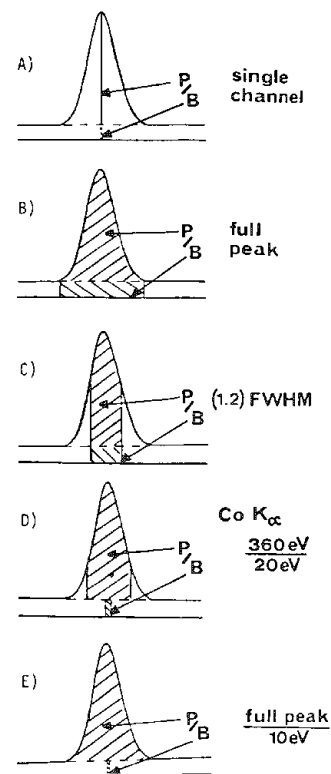 A)
P/B
single
channel
B)
P/B
full
peak
C)
P/B (1.2) FWHM
D)
Co Kα
P/B
360eV
20eV
E)
P/B
full peak
10eV